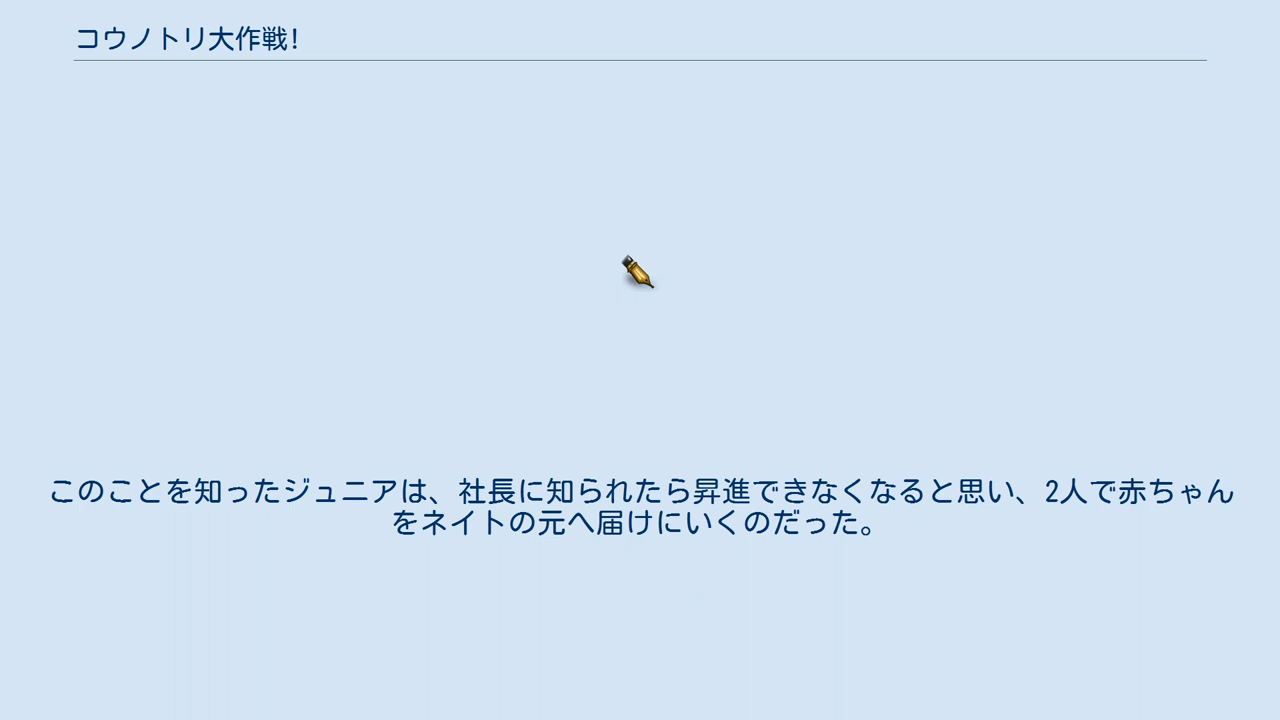 コウノトリ大作戦!
このことを知ったジュニアは、社長に知られたら昇進できなくなると思い、2人で赤ちゃん
をネイトの元へ届けにいくのだった。